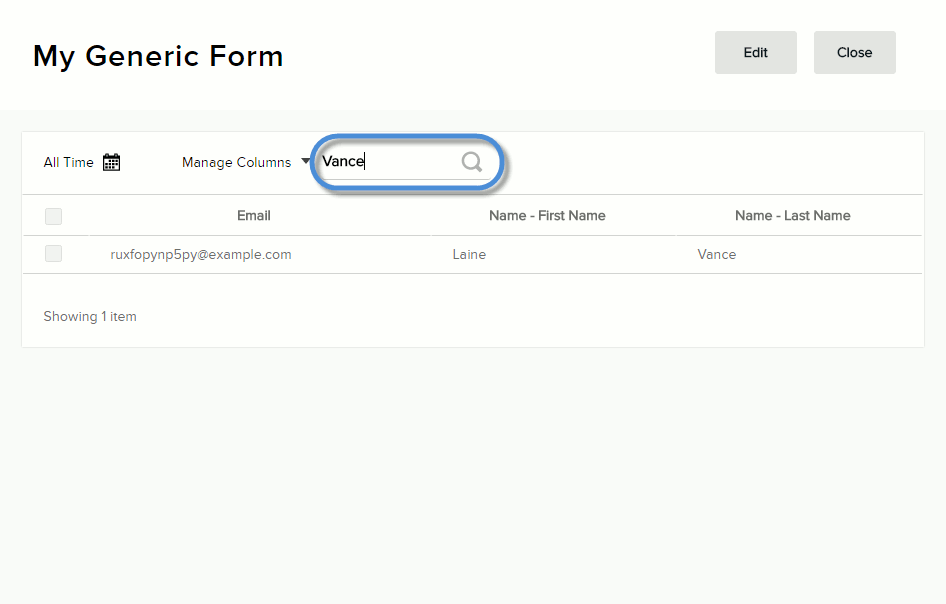 My Generic Form
Edit
Close
All Time
Manage Columns
Vance
Email
Name - First Name
Name - Last Name
ruxfopynp5py@example.com
Laine
Vance
Showing 1 item